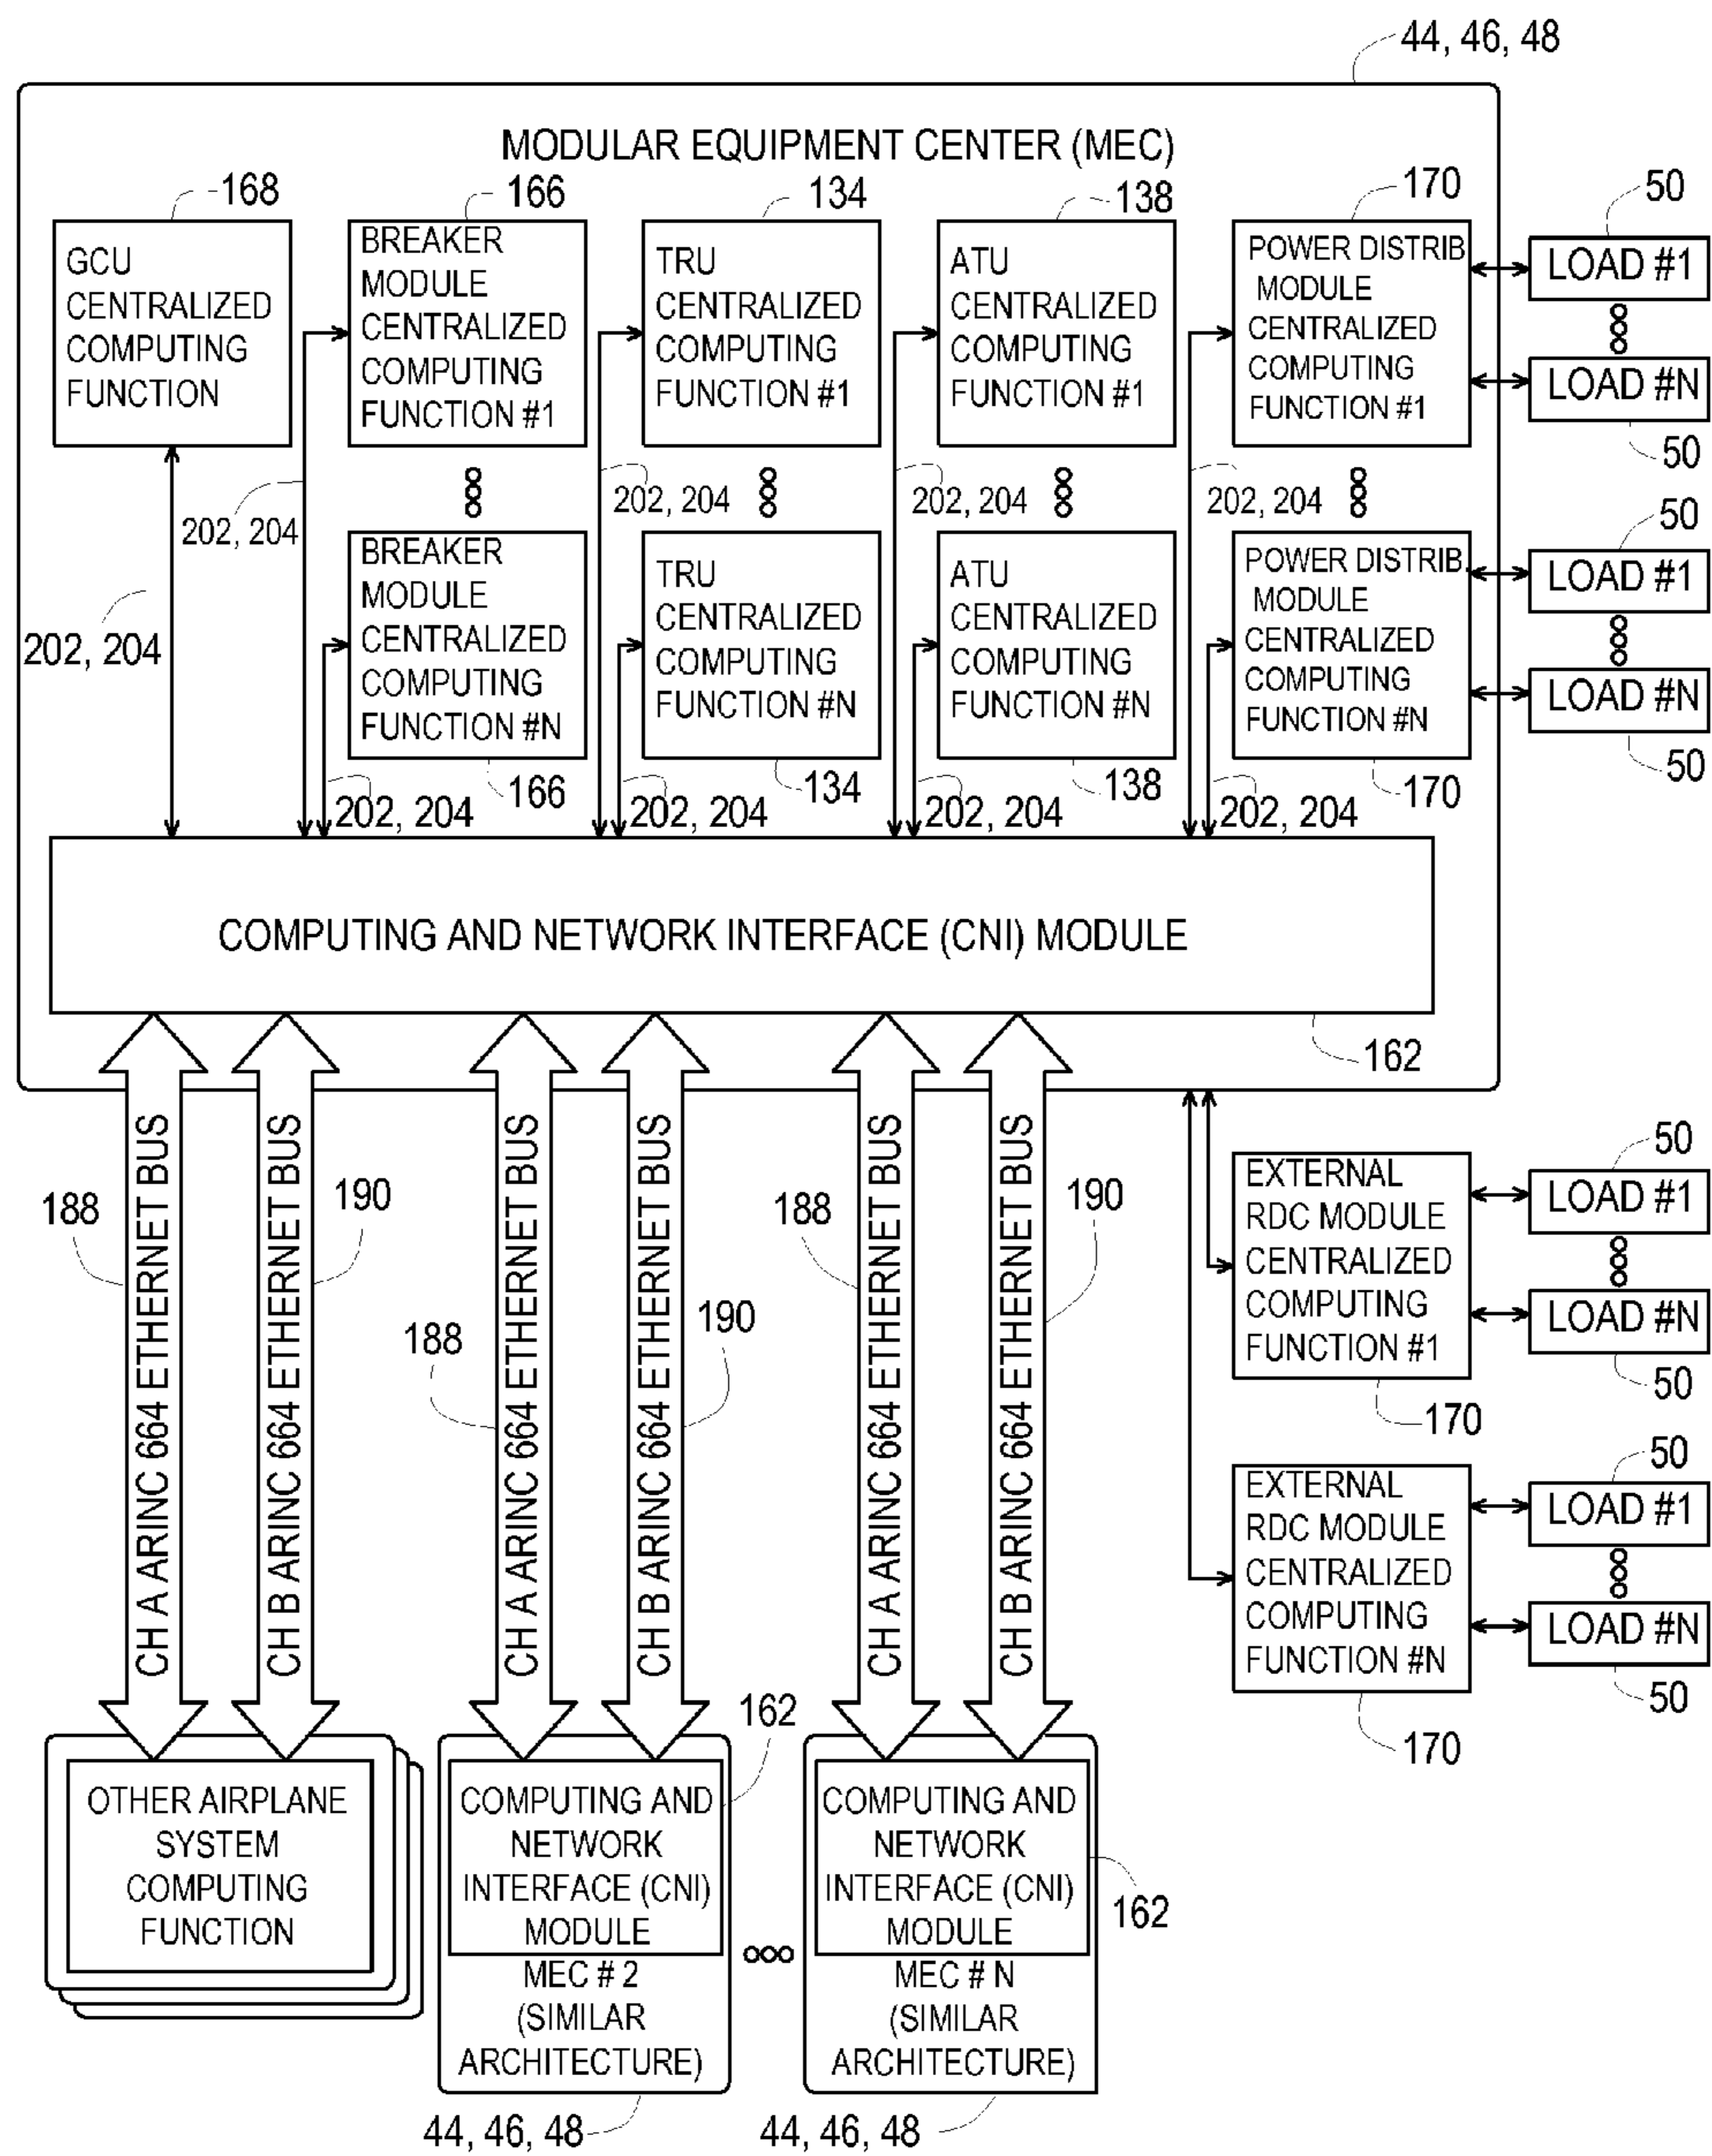 44, 46, 48
MODULAR EQUIPMENT CENTER (MEC)
168
166
134
138
170
50
GCU
CENTRALIZED
COMPUTING
FUNCTION
BREAKER
MODULE
CENTRALIZED
COMPUTING
FUNCTION #1
TRU
CENTRALIZED
COMPUTING
FUNCTION #1
ATU
CENTRALIZED
COMPUTING
FUNCTION #1
POWER DISTRIB
MODULE
CENTRALIZED
COMPUTING
FUNCTION #1
LOAD #1
LOAD #N
50
202, 204
202, 204
202, 204
202, 204
202, 204
50
BREAKER
MODULE
CENTRALIZED
COMPUTING
FUNCTION #N
TRU
CENTRALIZED
COMPUTING
FUNCTION #N
ATU
CENTRALIZED
COMPUTING
FUNCTION #N
POWER DISTRIB.
MODULE
CENTRALIZED
COMPUTING
FUNCTION #N
LOAD #1
LOAD #N
50
166
134
138
170
202, 204
202, 204
202, 204
202, 204
COMPUTING AND NETWORK INTERFACE (CNI) MODULE
162
CH A ARINC 664 ETHERNET BUS
CH B ARINC 664 ETHERNET BUS
CH A ARINC 664 ETHERNET BUS
CH B ARINC 664 ETHERNET BUS
CH A ARINC 664 ETHERNET BUS
CH B ARINC 664 ETHERNET BUS
188
190
188
190
188
190
50
EXTERNAL
RDC MODULE
CENTRALIZED
COMPUTING
FUNCTION #1
LOAD #1
LOAD #N
50
170
50
EXTERNAL
RDC MODULE
CENTRALIZED
COMPUTING
FUNCTION #N
LOAD #1
LOAD #N
50
170
OTHER AIRPLANE
SYSTEM
COMPUTING
FUNCTION
162
COMPUTING AND
NETWORK
INTERFACE (CNI)
MODULE
MEC # 2
(SIMILAR
ARCHITECTURE)
COMPUTING AND
NETWORK
INTERFACE (CNI)
MODULE
MEC # N
(SIMILAR
ARCHITECTURE)
162
44, 46, 48
44, 46, 48